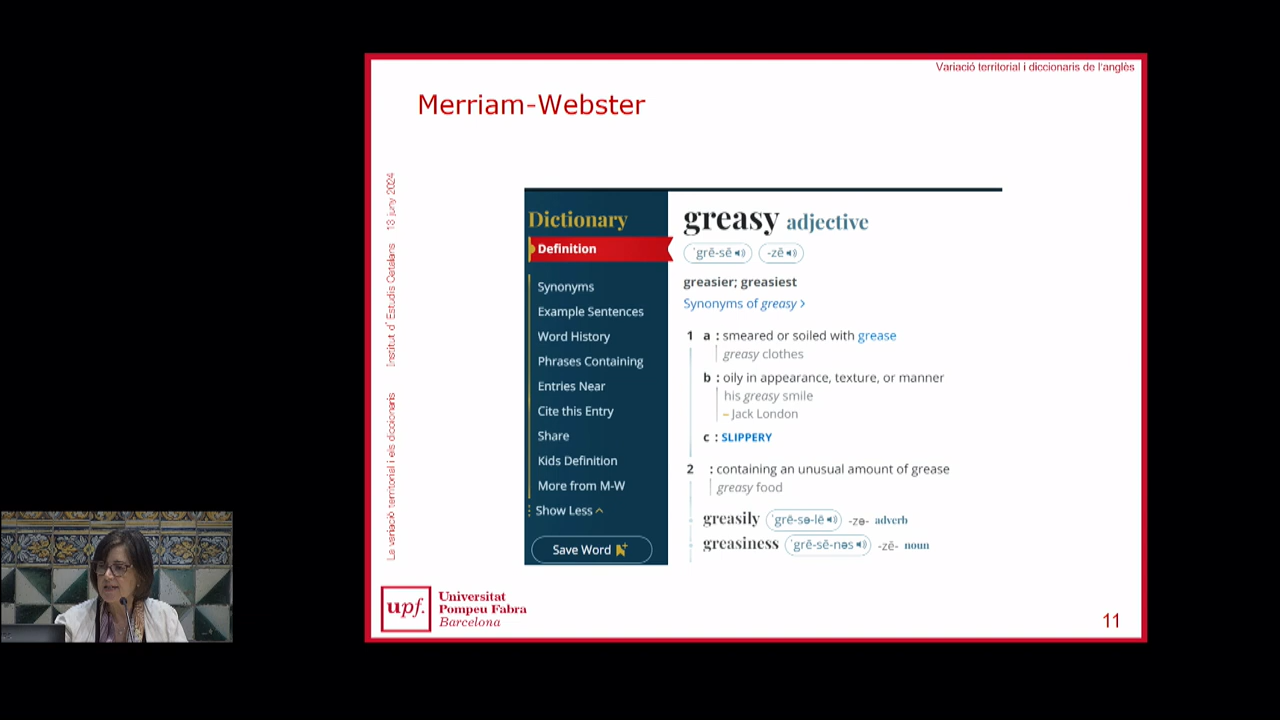 Variació territorial i diccionaris de l'anglès
Merriam-Webster
La variació territorial i els diccionaris Institut d´Estudis Catalans 13 juny 2024
Dictionary
Definition
Synonyms
Example Sentences
Word History
Phrases Containing
Entries Near
Cite this Entry
Share
Kids Definition
More from M-W
Show Less
Save Word
greasy adjective
ˈgrē-sē -zē
greasier; greasiest
Synonyms of greasy >
1 a : smeared or soiled with grease
greasy clothes
b : oily in appearance, texture, or manner
his greasy smile
– Jack London
c : SLIPPERY
2 : containing an unusual amount of grease
greasy food
greasily ˈgrē-sə-lē -zə- adverb
greasiness ˈgrē-sē-nəs -zē- noun
upf.
Universitat
Pompeu Fabra
Barcelona
11